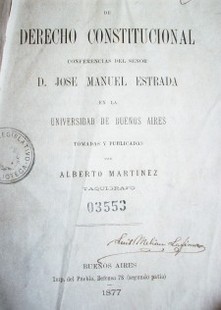 DE
DERECHO CONSTITUCIONAL
CONFERENCIAS DEL SEÑOR
D. JOSE MANUEL ESTRADA
EN LA
UNIVERSIDAD DE BUENOS AIRES
TOMADAS Y PUBLICADAS
POR
ALBERTO MARTINEZ
TAQUIGRAFO
03553
BUENOS AIRES
Imp. del Pueblo, Defensa 76 (segundo patio)
1877